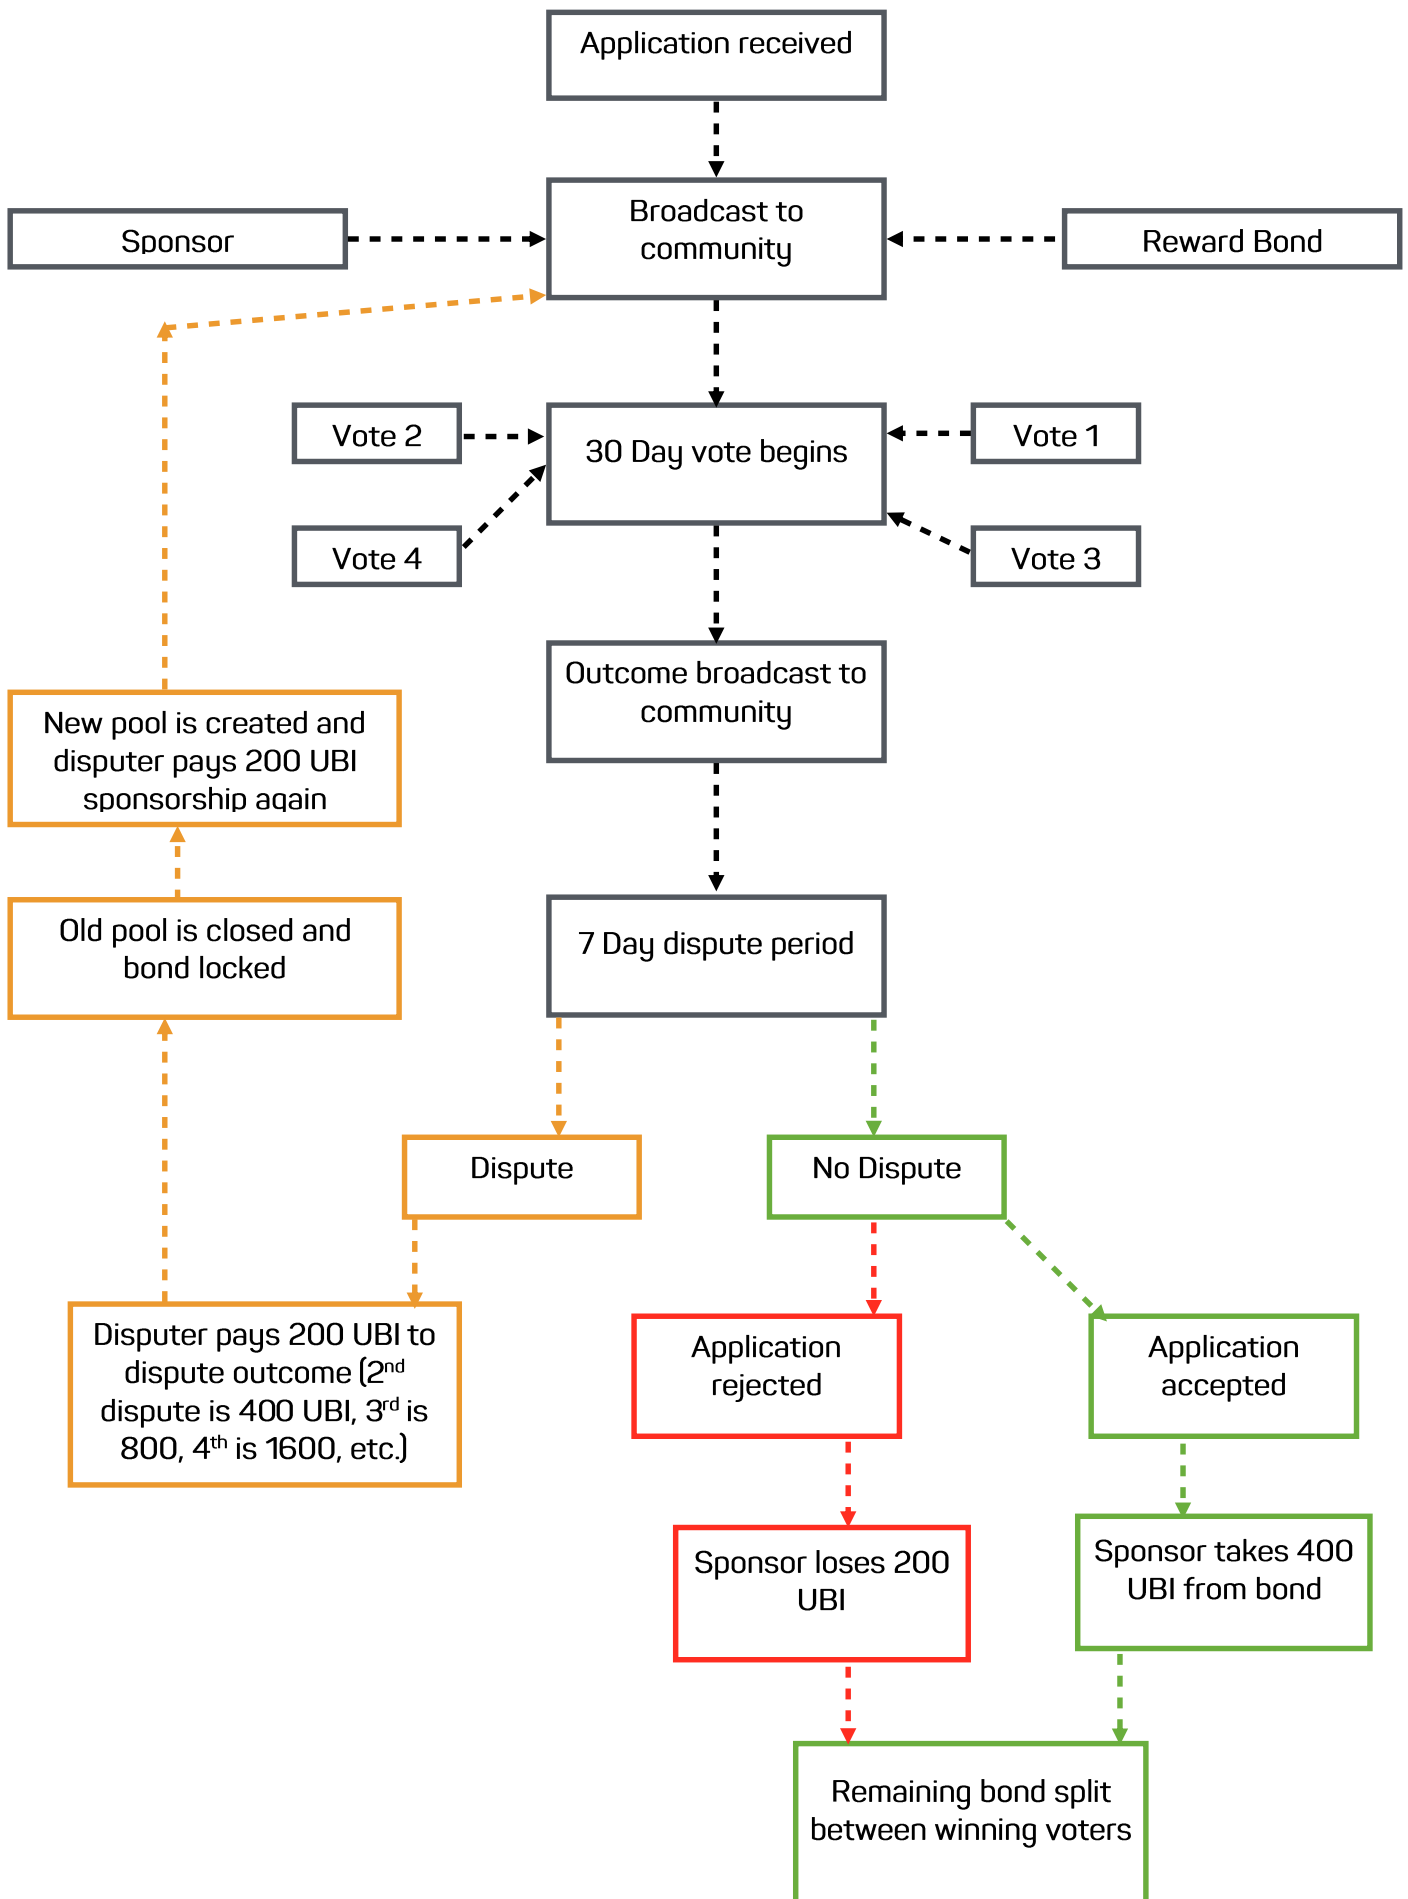 Application received
Broadcast to
community
Sponsor
Reward Bond
Vote 2
30 Day vote begins
Vote 1
Vote 4
Vote 3
Outcome broadcast to
community
New pool is created and
disputer pays 200 UBI
sponsorship again
Old pool is closed and
bond locked
7 Day dispute period
Dispute
No Dispute
Disputer pays 200 UBI to
dispute outcome (2nd
dispute is 400 UBI, 3rd is
800, 4th is 1600, etc.)
Application
rejected
Application
accepted
Sponsor loses 200
UBI
Sponsor takes 400
UBI from bond
Remaining bond split
between winning voters